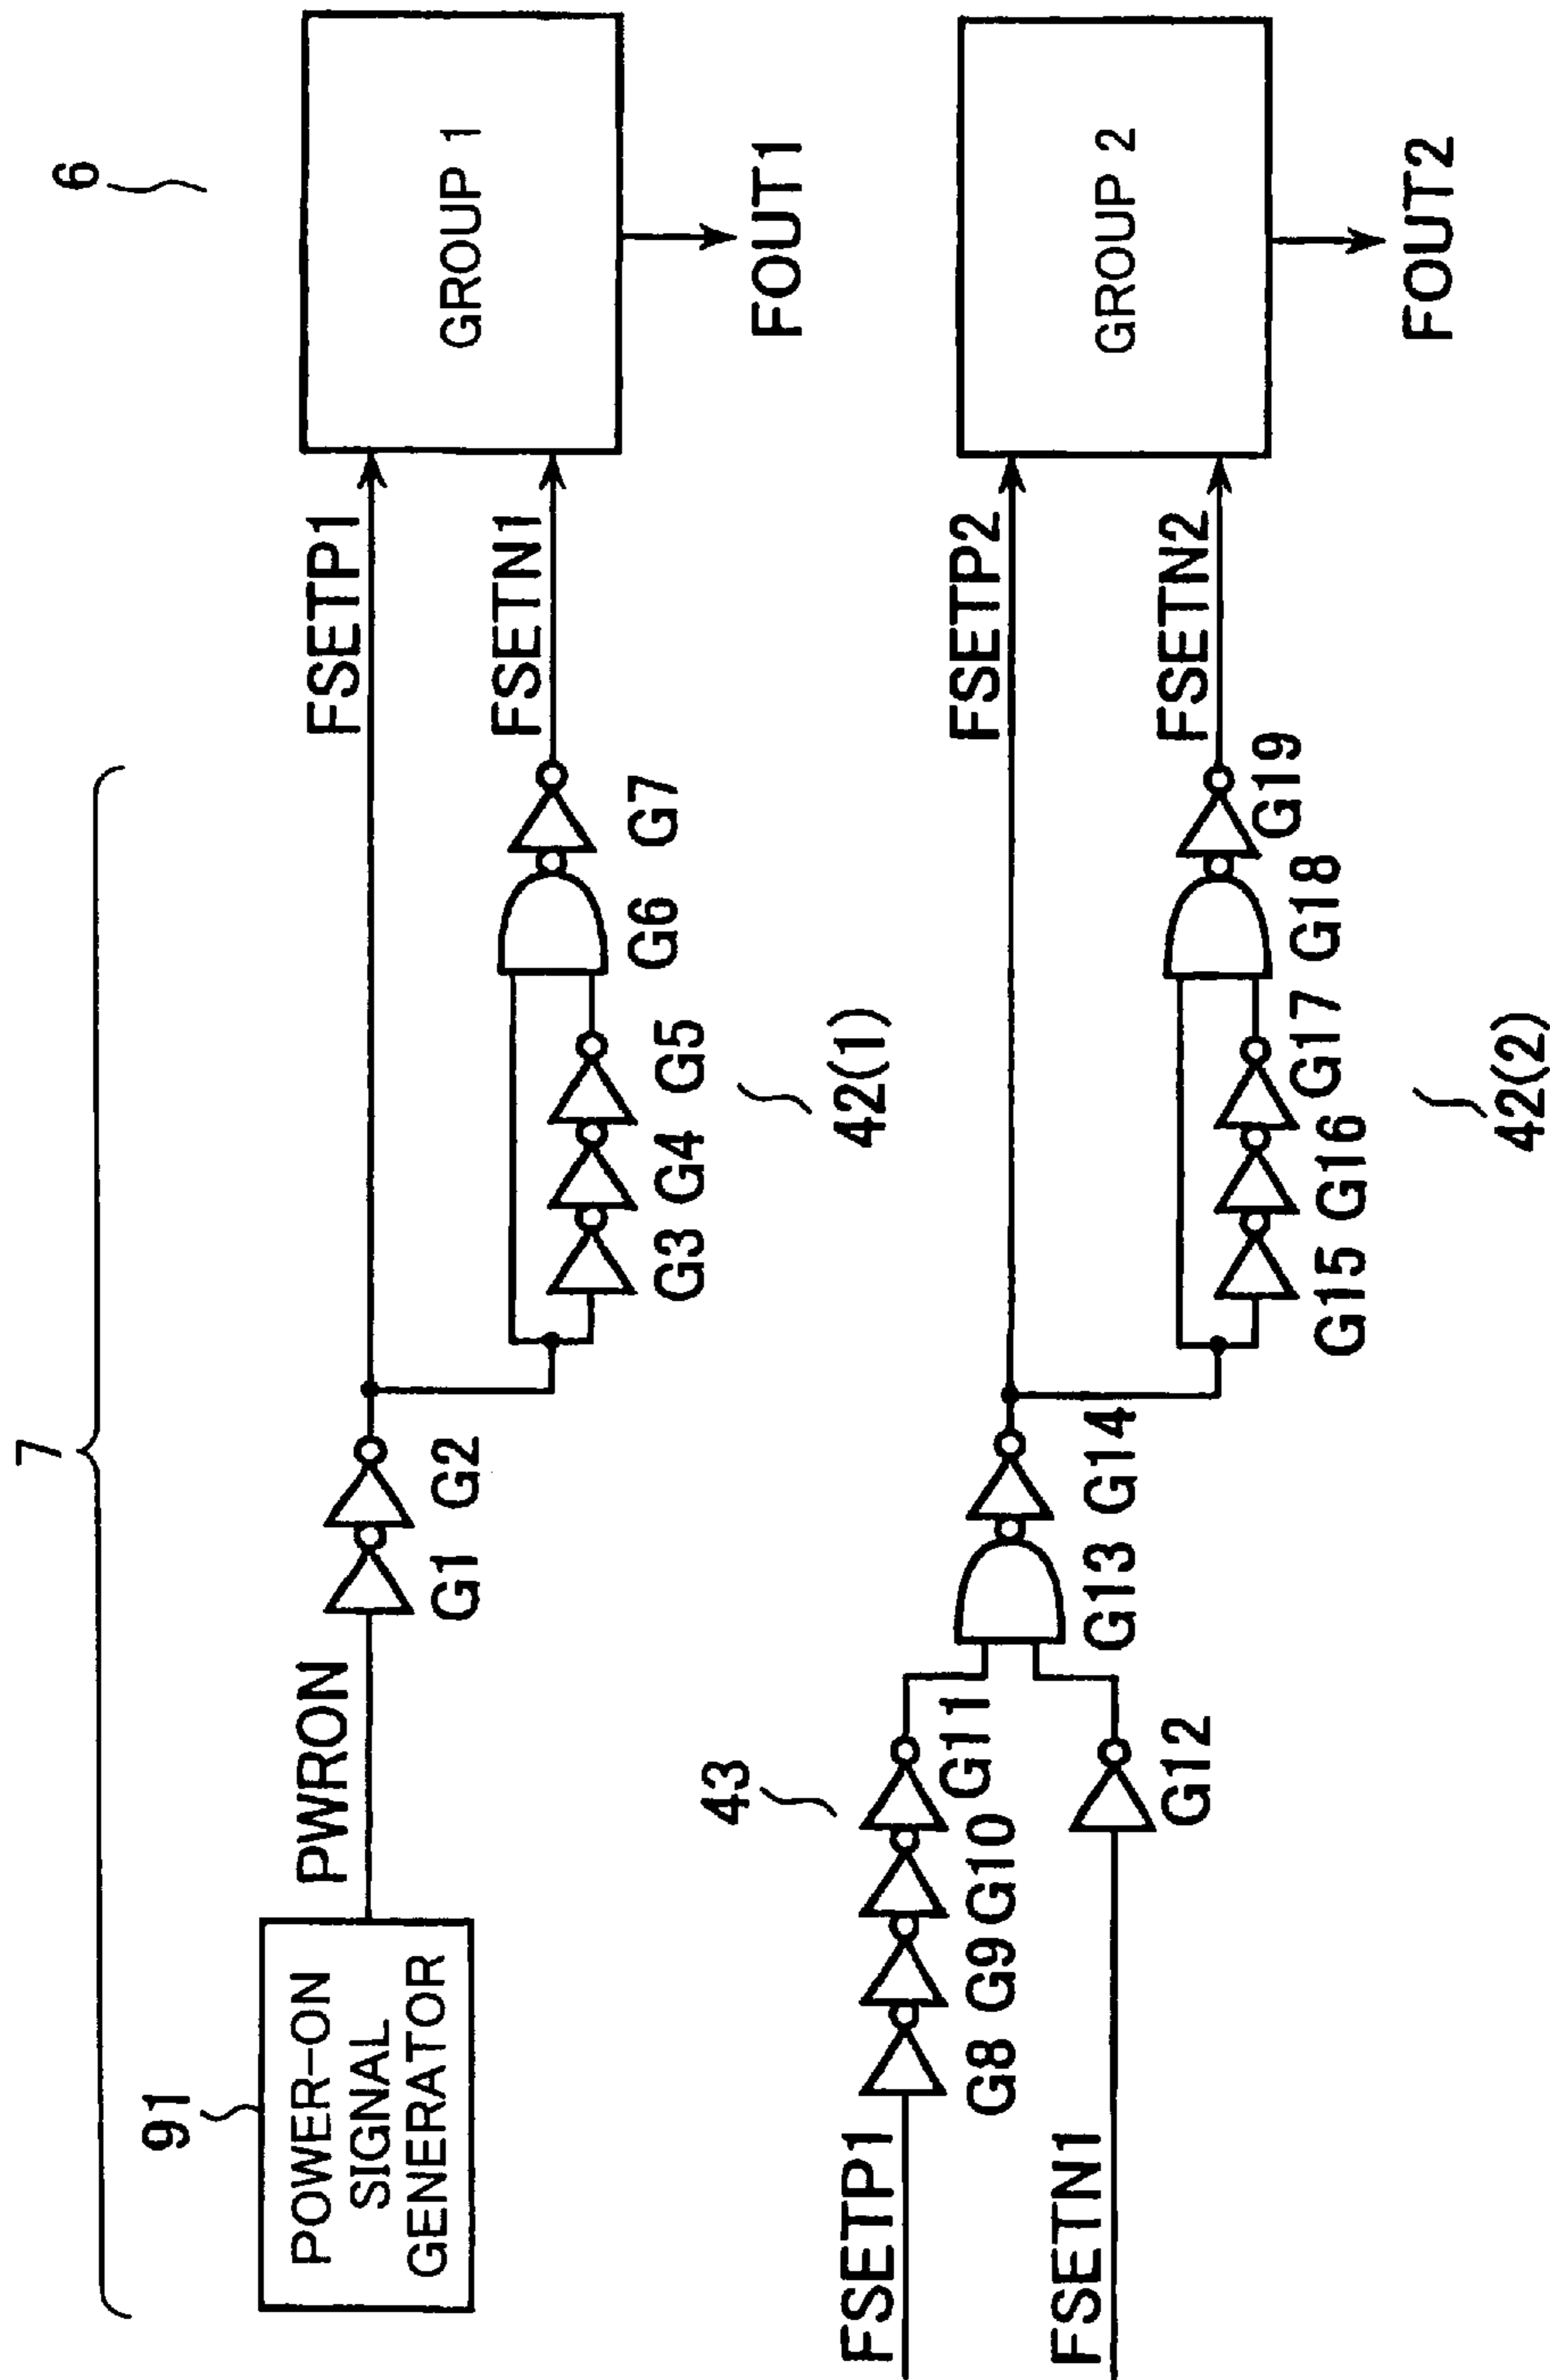 7
6
91
POWER-ON
SIGNAL
GENERATOR
PWRON
G1 G2
FSETP1
GROUP 1
FSETN1
G3 G4 G5
G6 G7
42(1)
FOUT1
43
FSETP1
G8 G9 G10 G11
FSETN1
G12
G13 G14
FSETP2
GROUP 2
FSETN2
G15 G16 G17 G18 G19
42(2)
FOUT2